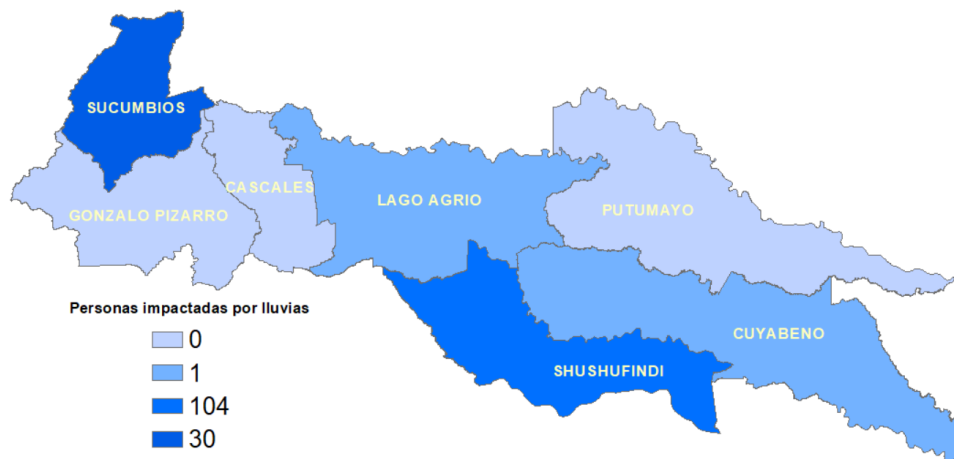 SUCUMBIOS
CASCALES
LAGO AGRIO
GONZALO PIZARRO
PUTUMAYO
Personas impactadas por lluvias
0
1
104
30
CUYABENO
SHUSHUFINDI